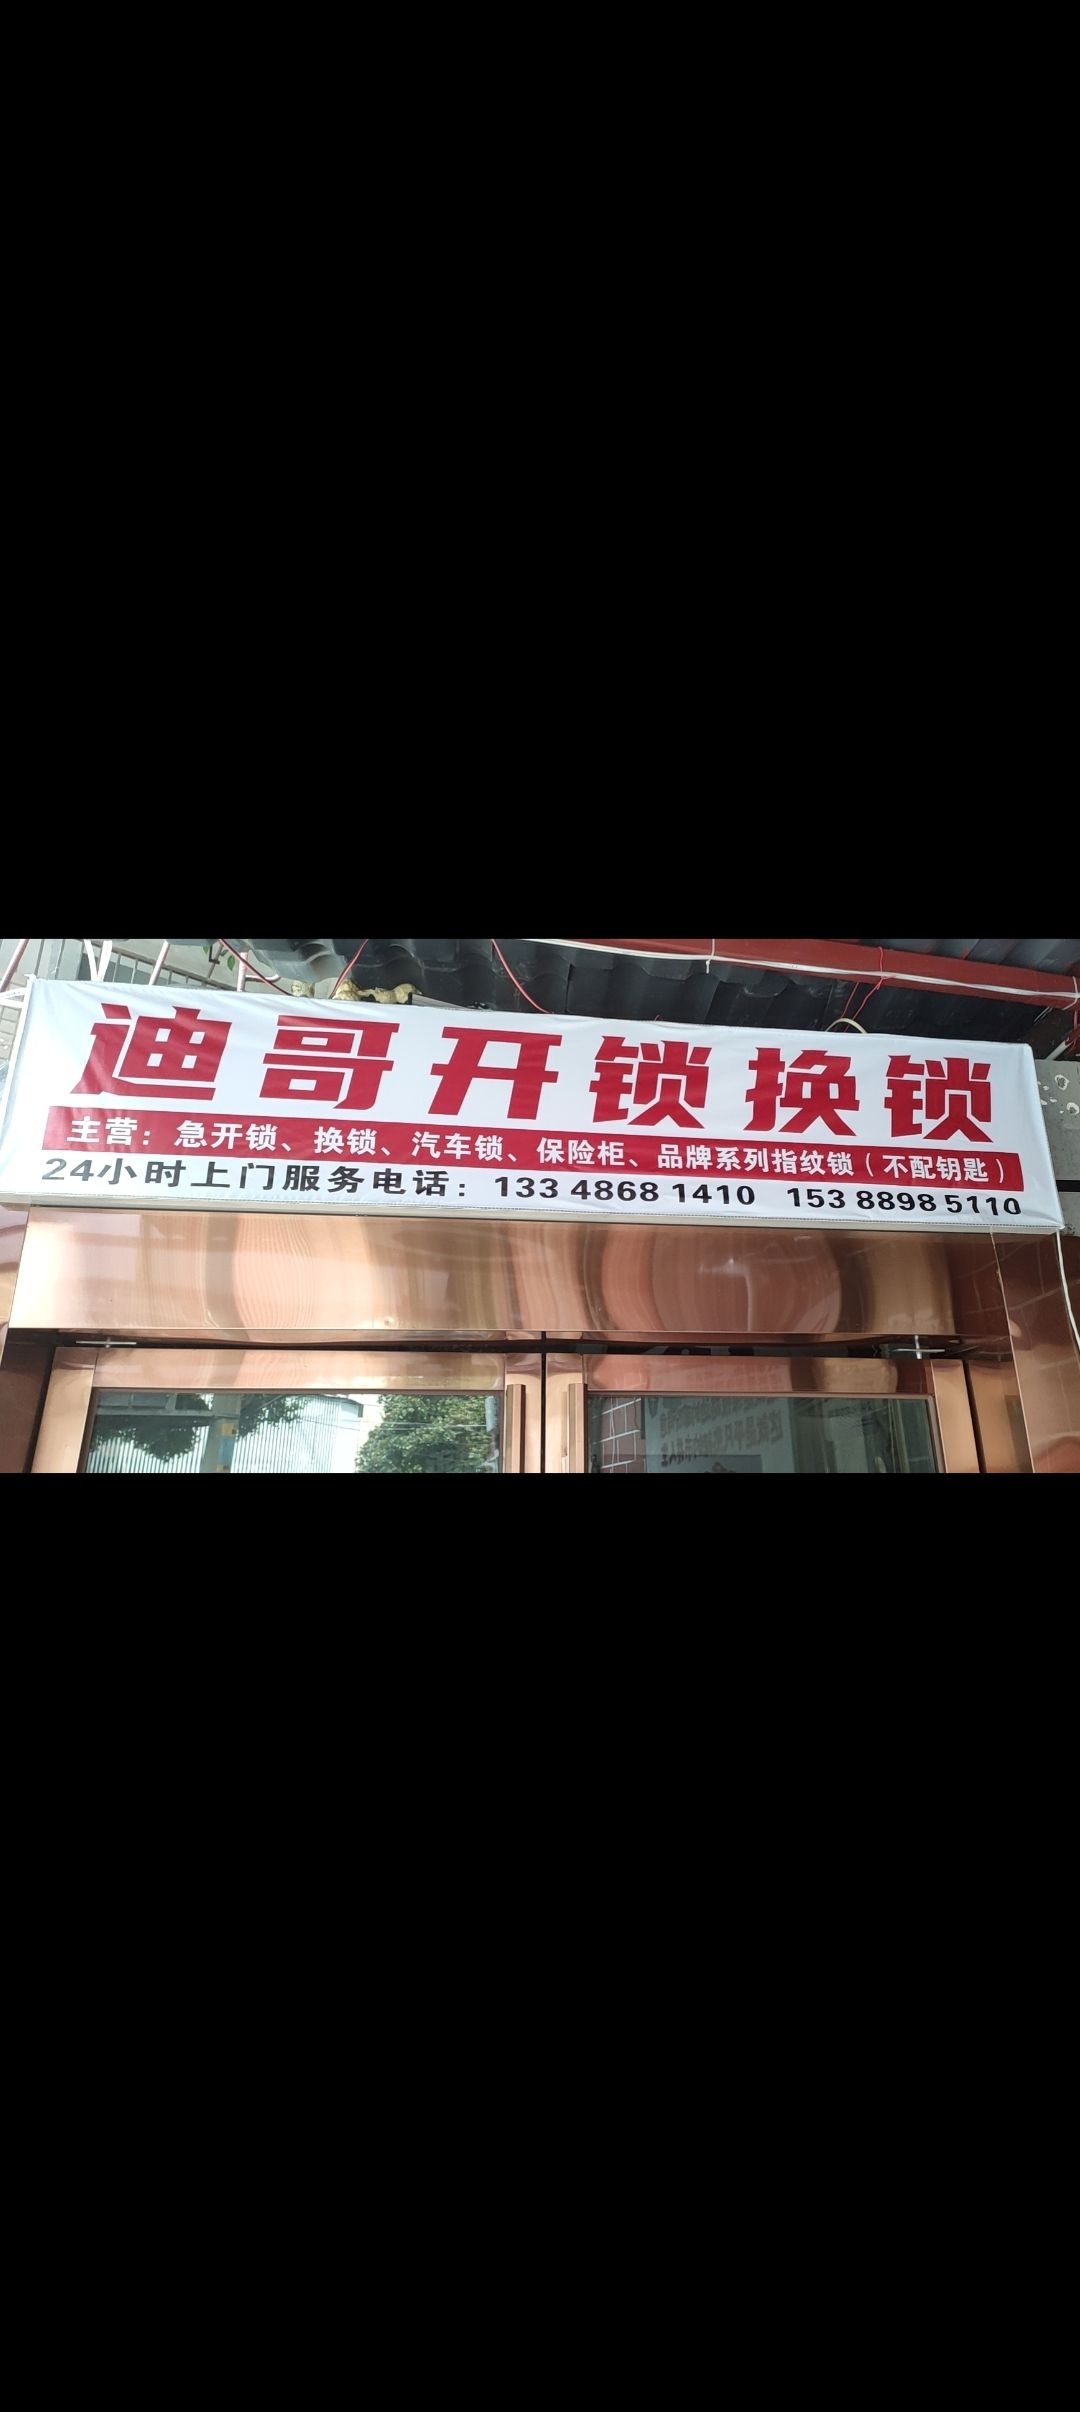 迪哥开锁换锁
主营：急开锁、换锁、汽车锁、保险柜、品牌系列指纹锁（不配钥匙）
24小时上门服务电话：133 4868 1410 153 8898 5110